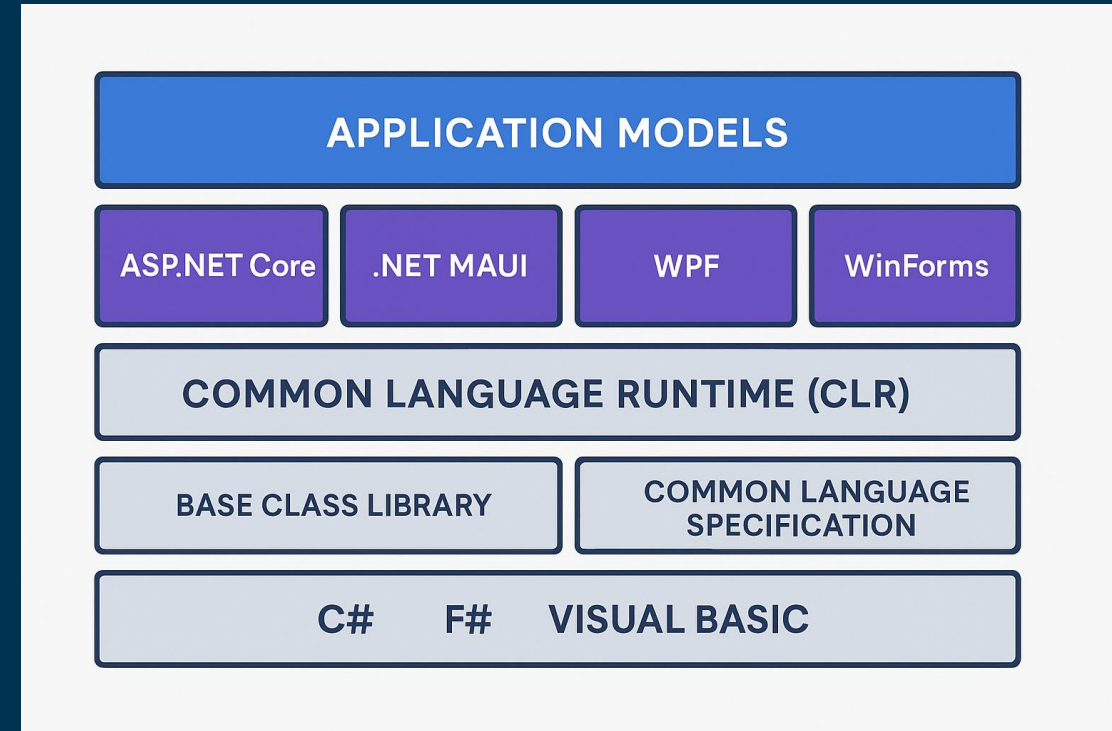 APPLICATION MODELS
ASP.NET Core
.NET MAUI
WPF
WinForms
COMMON LANGUAGE RUNTIME (CLR)
BASE CLASS LIBRARY
COMMON LANGUAGE
SPECIFICATION
C# F# VISUAL BASIC